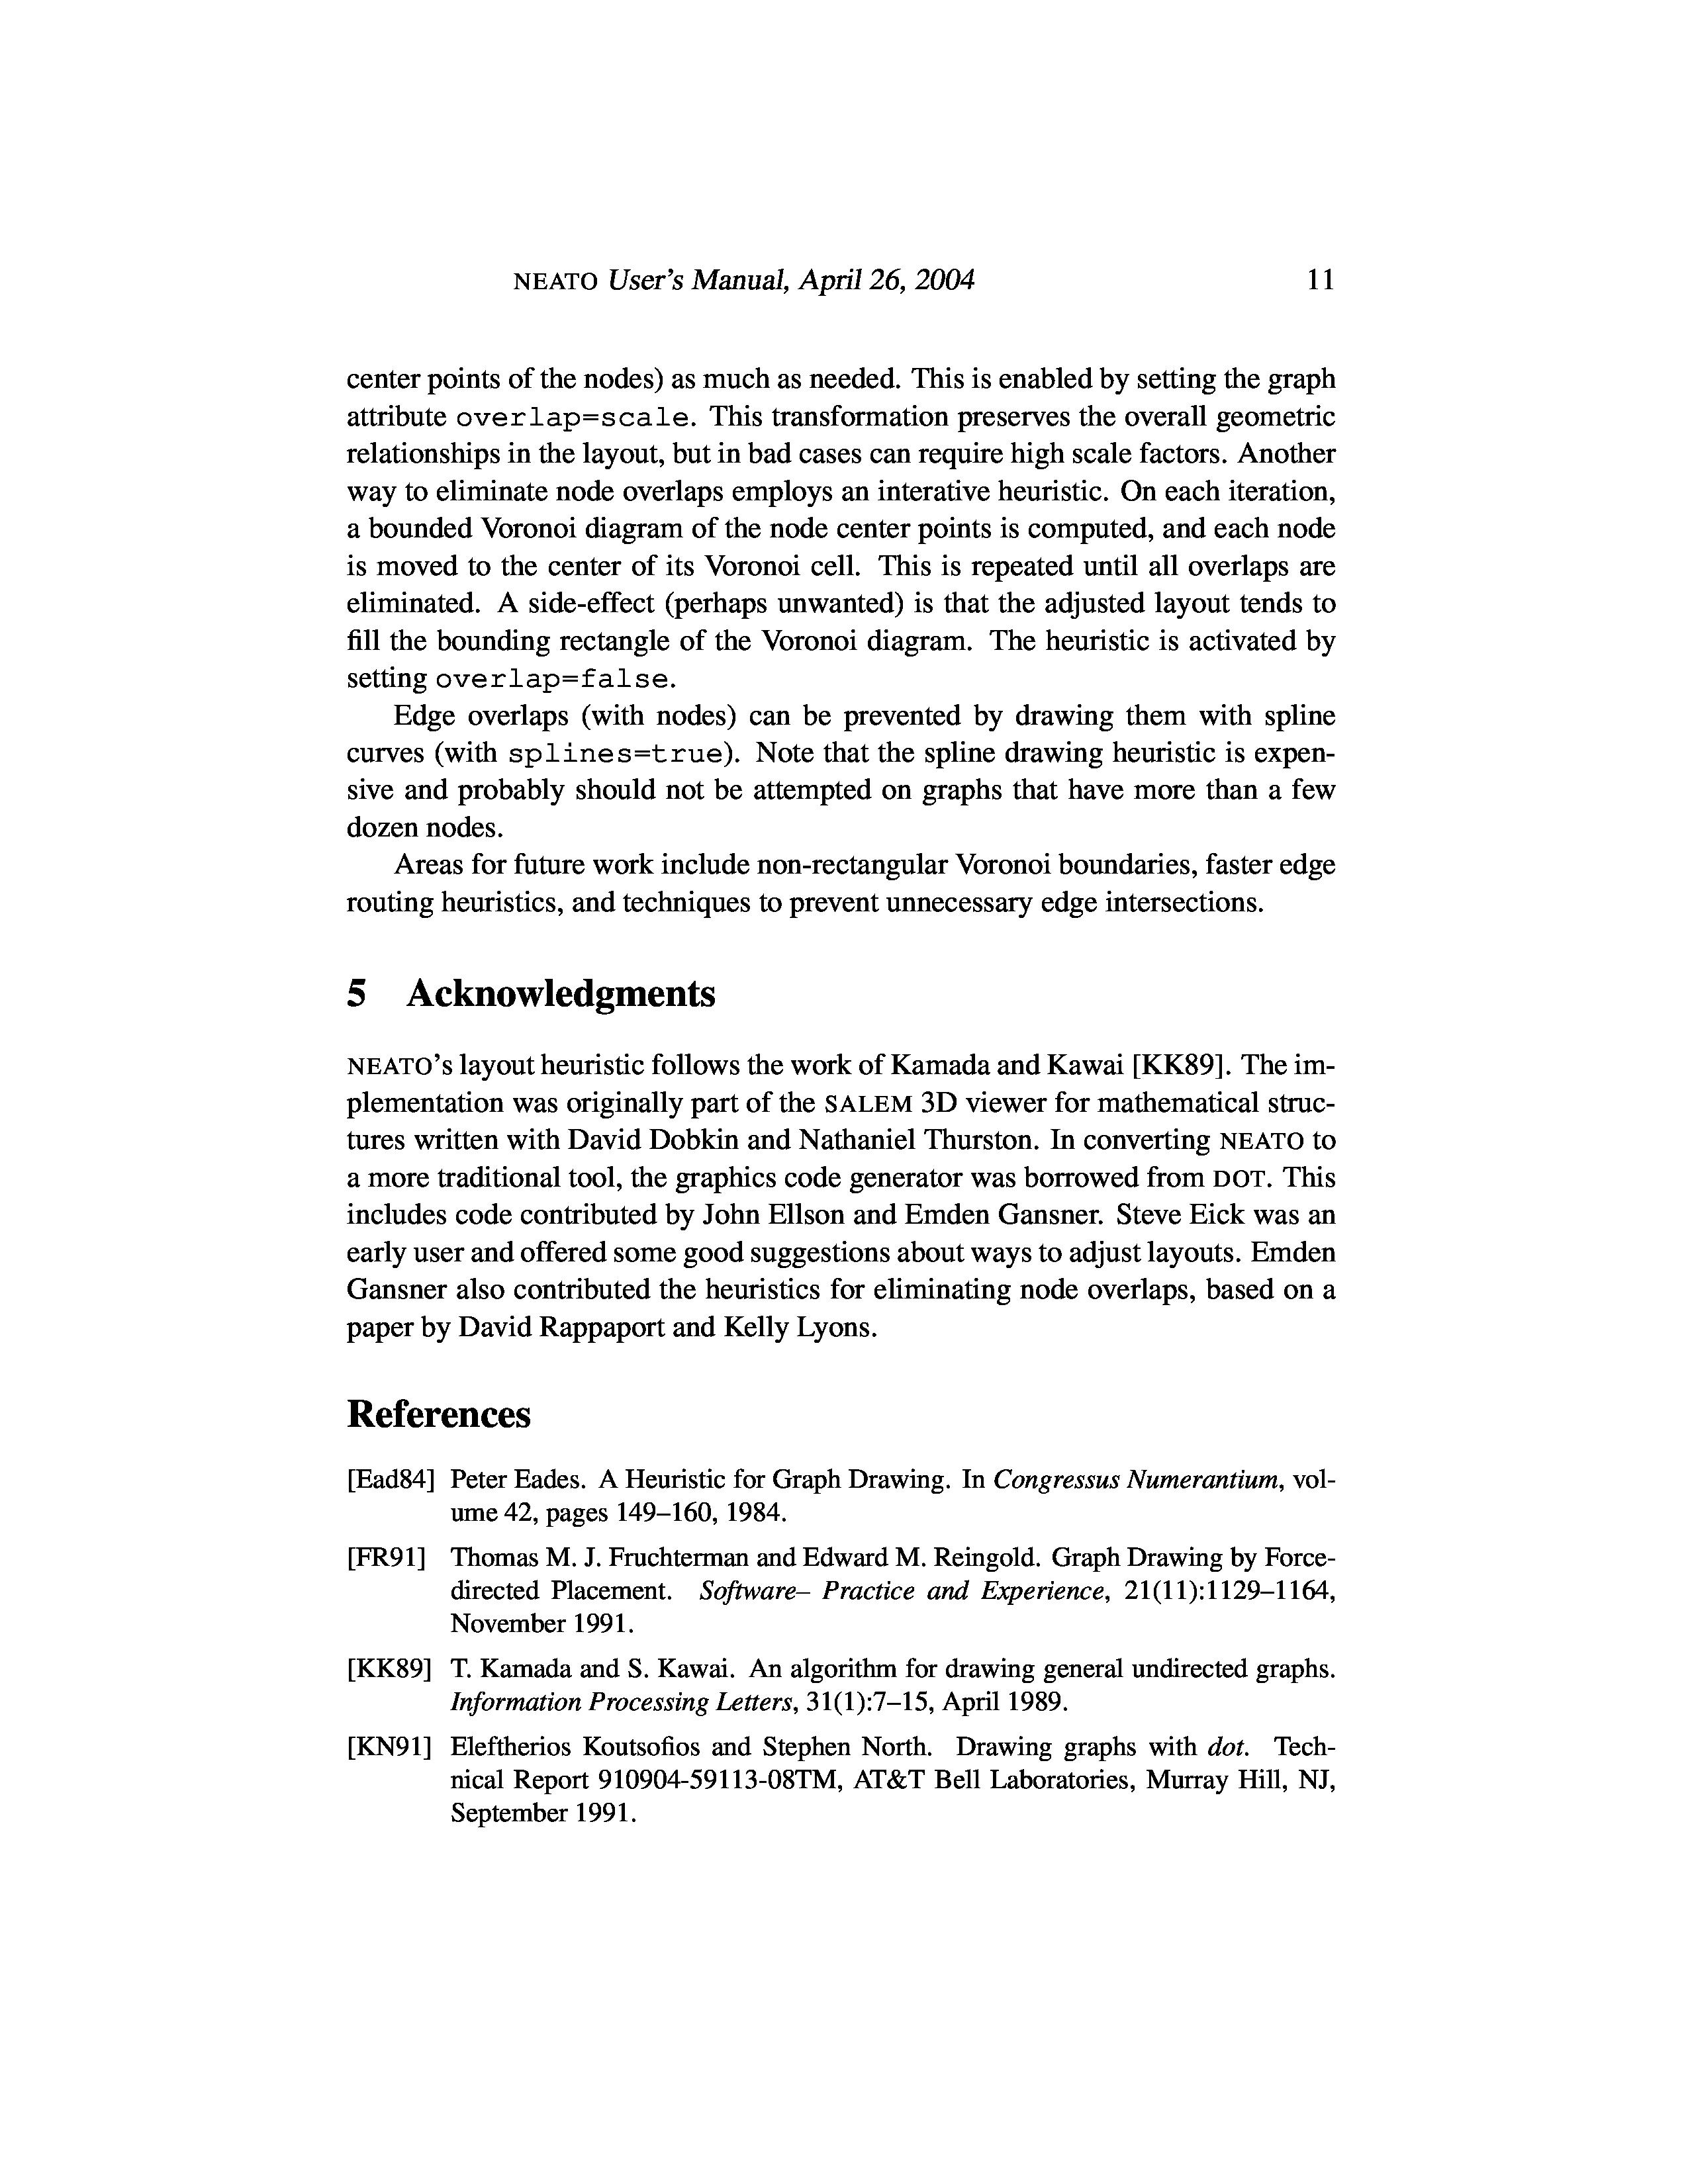 NEATO User's Manual, April 26, 2004 11
center points of the nodes) as much as needed. This is enabled by setting the graph
attribute overlap=scale. This transformation preserves the overall geometric
relationships in the layout, but in bad cases can require high scale factors. Another
way to eliminate node overlaps employs an interative heuristic. On each iteration,
a bounded Voronoi diagram of the node center points is computed, and each node
is moved to the center of its Voronoi cell. This is repeated until all overlaps are
eliminated. A side-effect (perhaps unwanted) is that the adjusted layout tends to
fill the bounding rectangle of the Voronoi diagram. The heuristic is activated by
setting overlap=false.
Edge overlaps (with nodes) can be prevented by drawing them with spline
curves (with splines=true). Note that the spline drawing heuristic is expen-
sive and probably should not be attempted on graphs that have more than a few
dozen nodes.
Areas for future work include non-rectangular Voronoi boundaries, faster edge
routing heuristics, and techniques to prevent unnecessary edge intersections.
5 Acknowledgments
NEATO's layout heuristic follows the work of Kamada and Kawai [KK89]. The im-
plementation was originally part of the SALEM 3D viewer for mathematical struc-
tures written with David Dobkin and Nathaniel Thurston. In converting NEATO to
a more traditional tool, the graphics code generator was borrowed from DOT. This
includes code contributed by John Ellson and Emden Gansner. Steve Eick was an
early user and offered some good suggestions about ways to adjust layouts. Emden
Gansner also contributed the heuristics for eliminating node overlaps, based on a
paper by David Rappaport and Kelly Lyons.
References
[Ead84] Peter Eades. A Heuristic for Graph Drawing. In Congressus Numerantium, vol-
ume 42, pages 149–160, 1984.
[FR91] Thomas M. J. Fruchterman and Edward M. Reingold. Graph Drawing by Force-
directed Placement. Software– Practice and Experience, 21(11):1129–1164,
November 1991.
[KK89] T. Kamada and S. Kawai. An algorithm for drawing general undirected graphs.
Information Processing Letters, 31(1):7–15, April 1989.
[KN91] Eleftherios Koutsofios and Stephen North. Drawing graphs with dot. Tech-
nical Report 910904-59113-08TM, AT&T Bell Laboratories, Murray Hill, NJ,
September 1991.